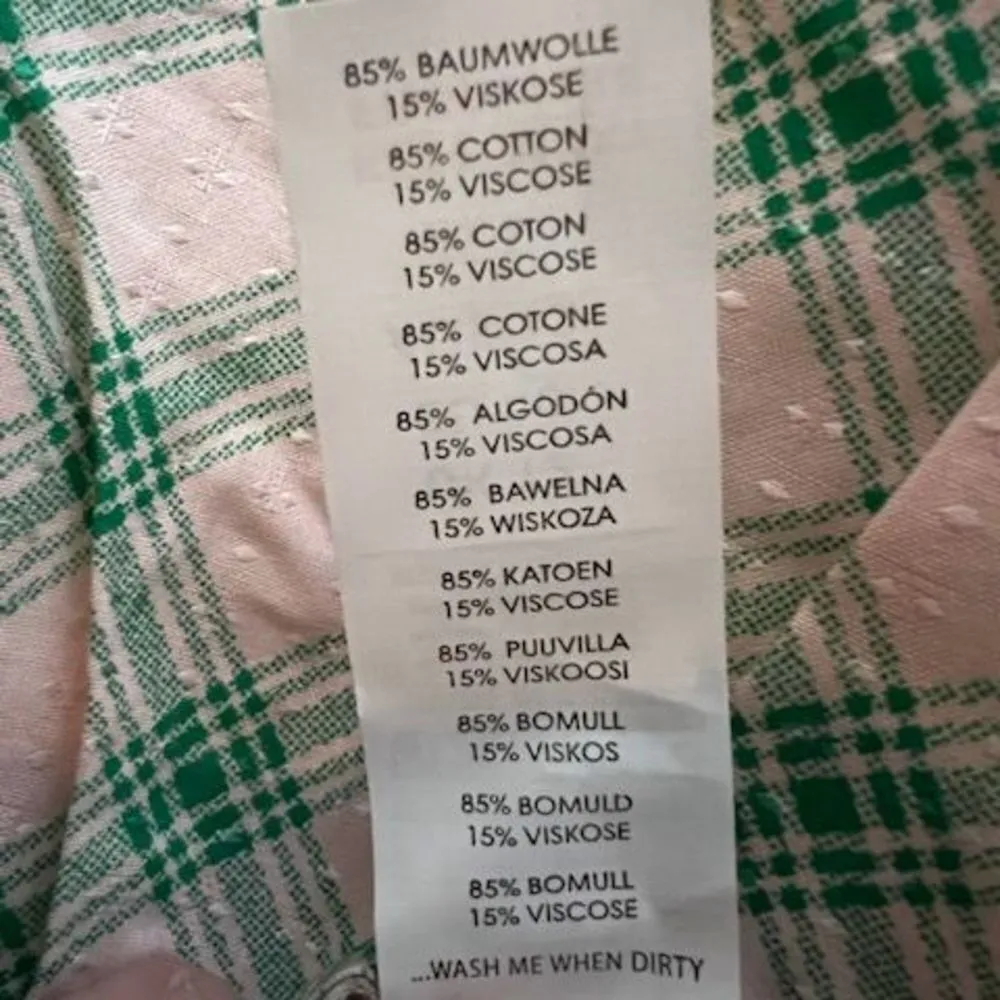 85% BAUMWOLLE
15% VISKOSE
85% COTTON
15% VISCOSE
85% COTON
15% VISCOSE
85% COTONE
15% VISCOSA
85% ALGODÓN
15% VISCOSA
85% BAWELNA
15% WISKOZA
85% KATOEN
15% VISCOSE
85% PUUVILLA
15% VISKOOSI
85% BOMULL
15% VISKOS
85% BOMULD
15% VISKOSE
85% BOMULL
15% VISCOSE
...WASH ME WHEN DIRTY